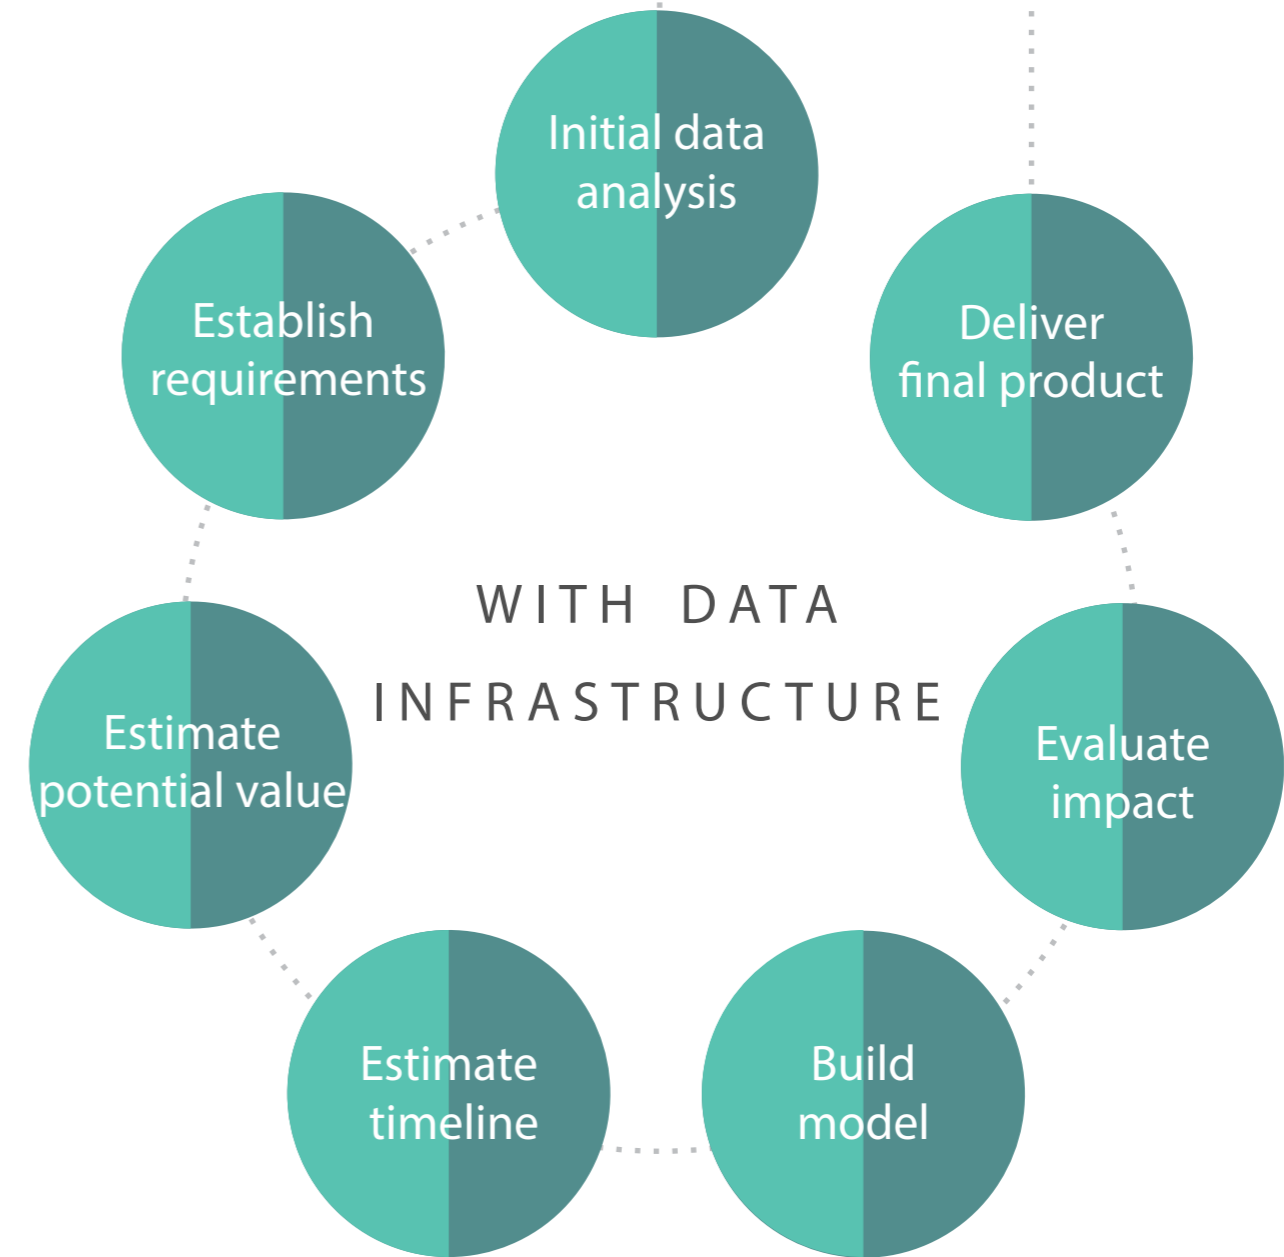 Initial data
analysis
Establish
requirements
Deliver
final product
WITH DATA
INFRASTRUCTURE
Estimate
potential value
Evaluate
impact
Estimate
timeline
Build
model